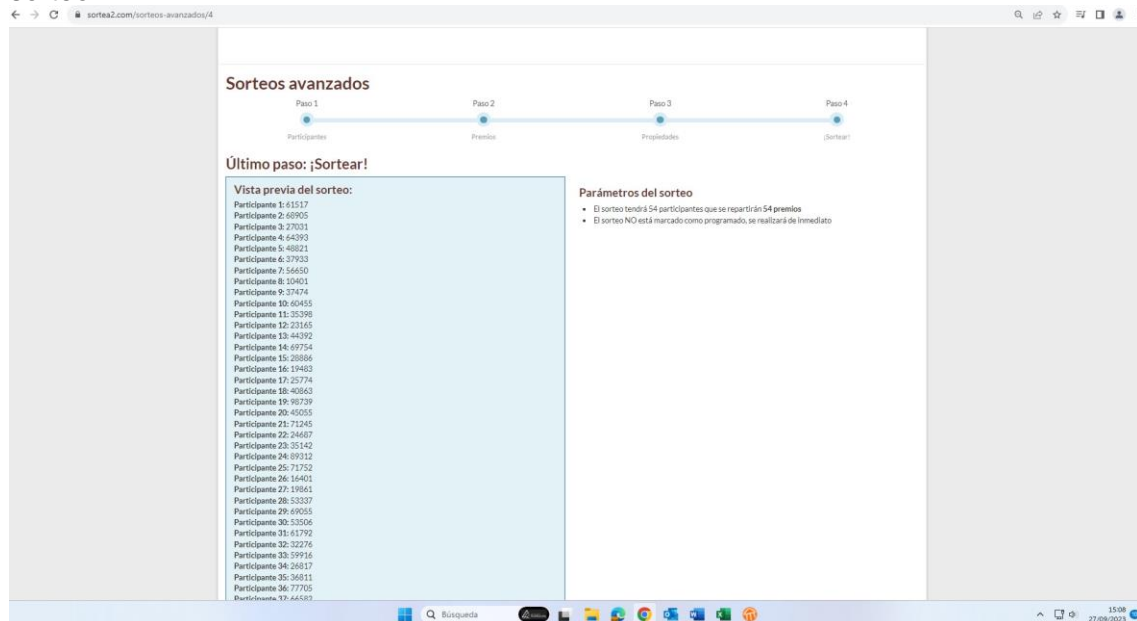 sortea2.com/sorteos-avanzados/4
Sorteos avanzados
Paso 1
Paso 2
Paso 3
Paso 4
Participantes
Premios
Propiedades
¡Sortear!
Último paso: ¡Sortear!
Vista previa del sorteo:
Participante 1: 61517
Participante 2: 68905
Participante 3: 27031
Participante 4: 64393
Participante 5: 48821
Participante 6: 37933
Participante 7: 56650
Participante 8: 10401
Participante 9: 37474
Participante 10: 60455
Participante 11: 35398
Participante 12: 23165
Participante 13: 44392
Participante 14: 69754
Participante 15: 28886
Participante 16: 19483
Participante 17: 25774
Participante 18: 40863
Participante 19: 98739
Participante 20: 45055
Participante 21: 71245
Participante 22: 24687
Participante 23: 35142
Participante 24: 89312
Participante 25: 71752
Participante 26: 16401
Participante 27: 19861
Participante 28: 53337
Participante 29: 69055
Participante 30: 53506
Participante 31: 61792
Participante 32: 32276
Participante 33: 59916
Participante 34: 26817
Participante 35: 36811
Participante 36: 77705
Participante 37: 66582
Parámetros del sorteo
El sorteo tendrá 54 participantes que se repartirán 54 premios
El sorteo NO está marcado como programado, se realizará de inmediato
Búsqueda
15:08
27/09/2023